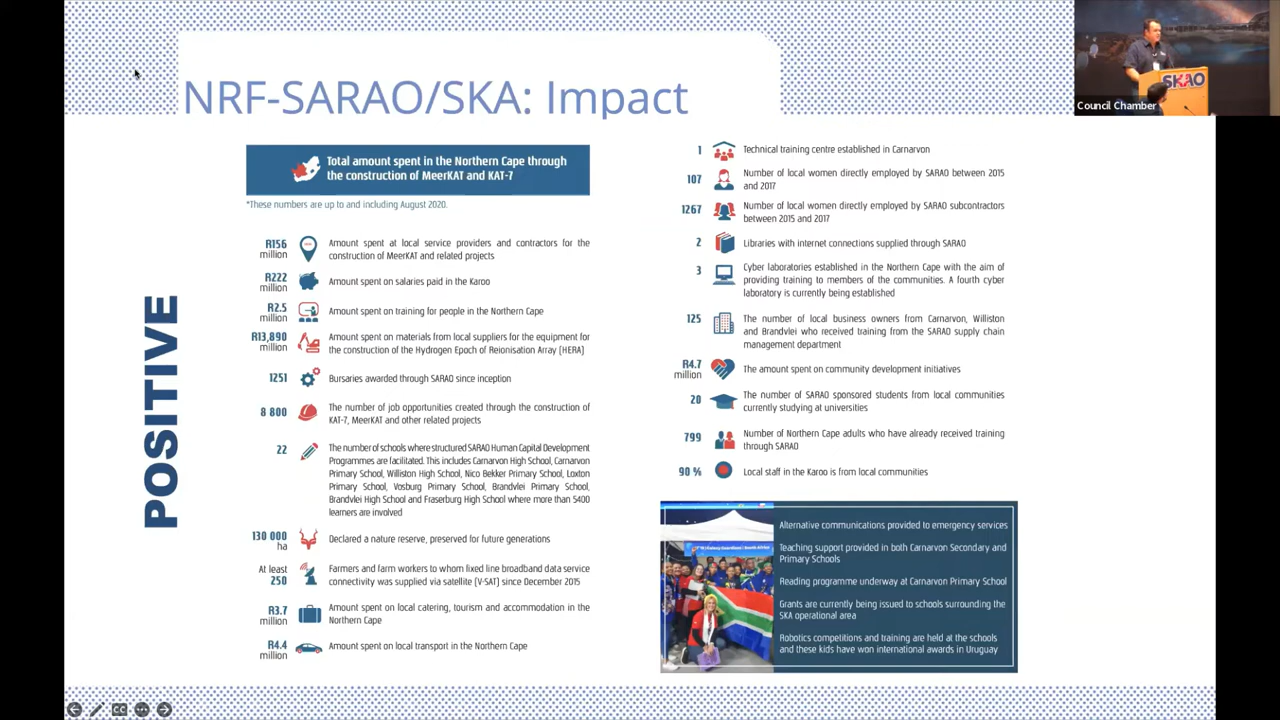 NRF-SARAO/SKA: Impact
SKAO
Council Chamber
POSITIVE
Total amount spent in the Northern Cape through
the construction of MeerKAT and KAT-7
*These numbers are up to and including August 2020.
R156
million
Amount spent at local service providers and contractors for the
construction of MeerKAT and related projects
R222
million
Amount spent on salaries paid in the Karoo
R2.5
million
Amount spent on training for people in the Northern Cape
R13,890
million
Amount spent on materials from local suppliers for the equipment for
the construction of the Hydrogen Epoch of Reionisation Array (HERA)
1251
Bursaries awarded through SARAO since inception
8 800
The number of job opportunities created through the construction of
KAT-7, MeerKAT and other related projects
22
The number of schools where structured SARAO Human Capital Development
Programmes are facilitated. This includes Carnarvon High School, Carnarvon
Primary School, Williston High School, Nico Bekker Primary School, Loxton
Primary School, Vosburg Primary School, Brandvlei Primary School,
Brandvlei High School and Fraserburg High School where more than 5400
learners are involved
130 000
ha
Declared a nature reserve, preserved for future generations
At least
250
Farmers and farm workers to whom fixed line broadband data service
connectivity was supplied via satellite (V-SAT) since December 2015
R3.7
million
Amount spent on local catering, tourism and accommodation in the
Northern Cape
R4.4
million
Amount spent on local transport in the Northern Cape
1
Technical training centre established in Carnarvon
107
Number of local women directly employed by SARAO between 2015
and 2017
1267
Number of local women directly employed by SARAO subcontractors
between 2015 and 2017
2
Libraries with internet connections supplied through SARAO
3
Cyber laboratories established in the Northern Cape with the aim of
providing training to members of the communities. A fourth cyber
laboratory is currently being established
125
The number of local business owners from Carnarvon, Williston
and Brandvlei who received training from the SARAO supply chain
management department
R4.7
million
The amount spent on community development initiatives
20
The number of SARAO sponsored students from local communities
currently studying at universities
799
Number of Northern Cape adults who have already received training
through SARAO
90 %
Local staff in the Karoo is from local communities
Alternative communications provided to emergency services
Teaching support provided in both Carnarvon Secondary and
Primary Schools
Reading programme underway at Carnarvon Primary School
Grants are currently being issued to schools surrounding the
SKA operational area
Robotics competitions and training are held at the schools
and these kids have won international awards in Uruguay
CC